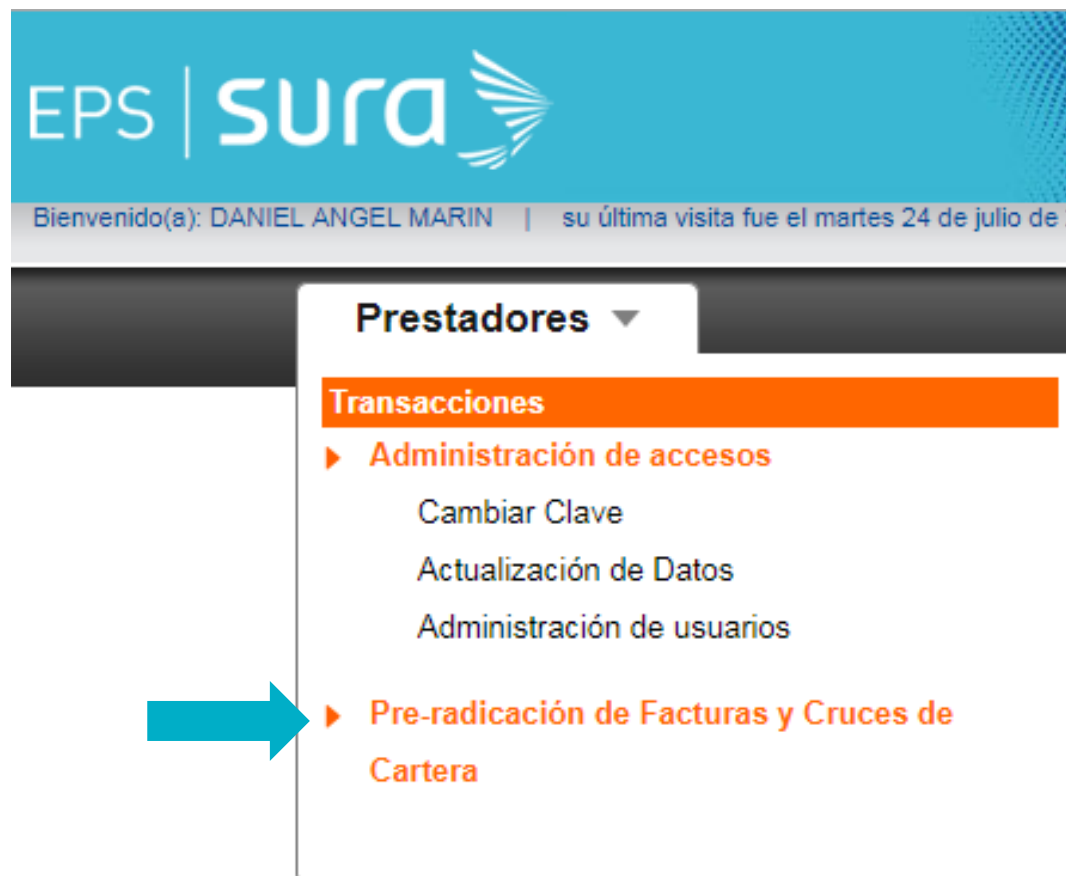 EPS | sura
Bienvenido(a): DANIEL ANGEL MARIN | su última visita fue el martes 24 de julio de
Prestadores
Transacciones
Administración de accesos
Cambiar Clave
Actualización de Datos
Administración de usuarios
Pre-radicación de Facturas y Cruces de
Cartera